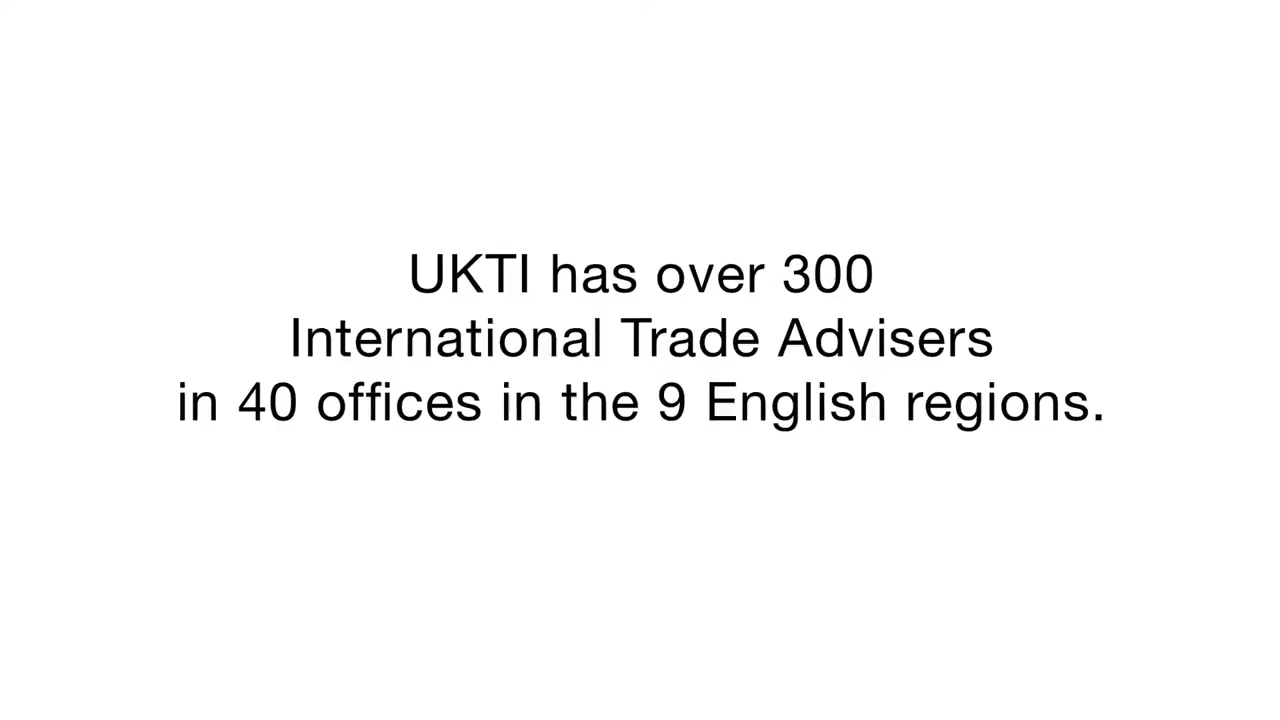 UKTI has over 300
International Trade Advisers
in 40 offices in the 9 English regions.